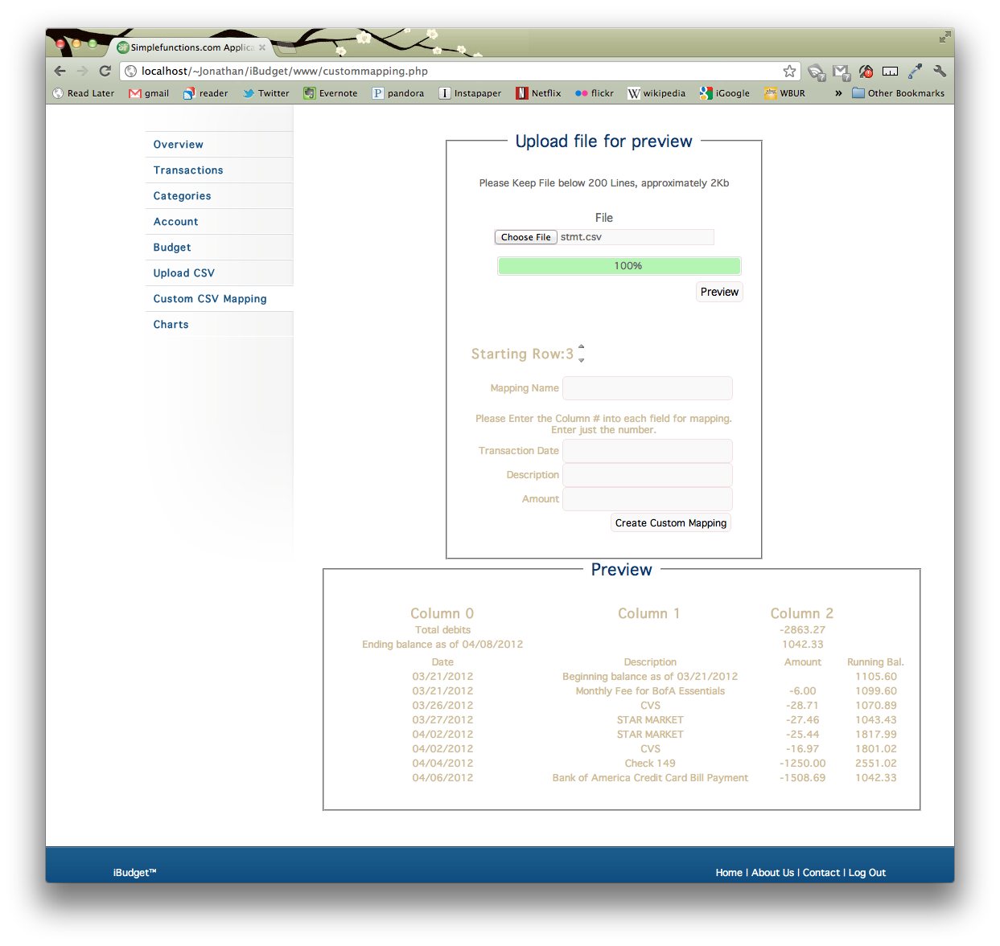 Simplefunctions.com Applica
localhost/~Jonathan/iBudget/www/custommapping.php
Read Later gmail reader Twitter Evernote pandora Instapaper Netflix flickr wikipedia iGoogle WBUR » Other Bookmarks
Overview
Transactions
Categories
Account
Budget
Upload CSV
Custom CSV Mapping
Charts
Upload file for preview
Please Keep File below 200 Lines, approximately 2Kb
File
Choose File stmt.csv
100%
Preview
Starting Row:3
Mapping Name
Please Enter the Column # into each field for mapping.
Enter just the number.
Transaction Date
Description
Amount
Create Custom Mapping
Preview
Column 0 Column 1 Column 2
Total debits -2863.27
Ending balance as of 04/08/2012 1042.33
Date Description Amount Running Bal.
03/21/2012 Beginning balance as of 03/21/2012 1105.60
03/21/2012 Monthly Fee for BofA Essentials -6.00 1099.60
03/26/2012 CVS -28.71 1070.89
03/27/2012 STAR MARKET -27.46 1043.43
04/02/2012 STAR MARKET -25.44 1817.99
04/02/2012 CVS -16.97 1801.02
04/04/2012 Check 149 -1250.00 2551.02
04/06/2012 Bank of America Credit Card Bill Payment -1508.69 1042.33
iBudget™ Home | About Us | Contact | Log Out